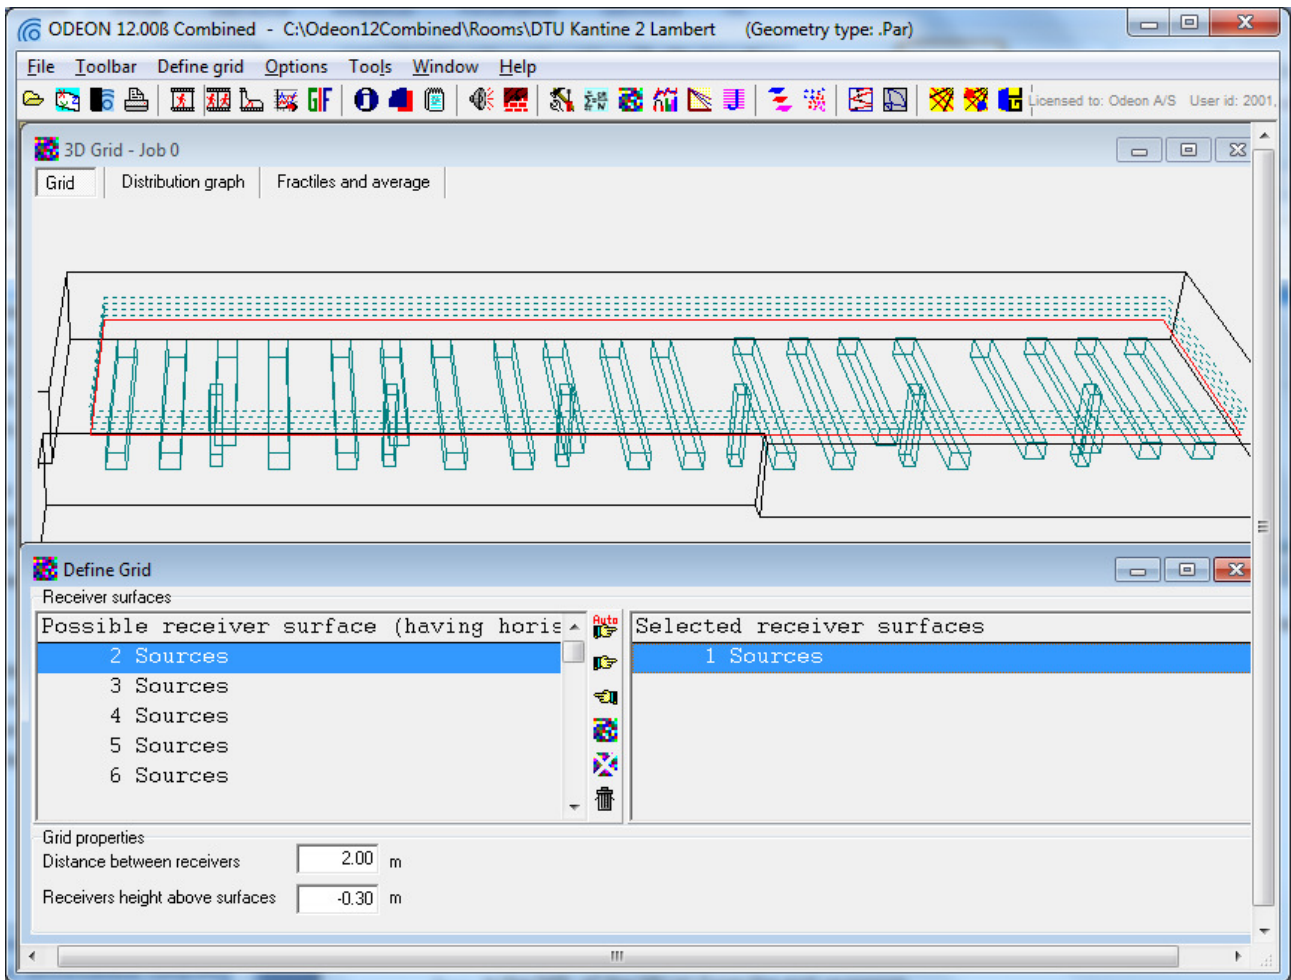 ODEON 12.00ß Combined - C:\Odeon12Combined\Rooms\DTU Kantine 2 Lambert (Geometry type: .Par)
File Toolbar Define grid Options Tools Window Help
GIF Licensed to: Odeon A/S User id: 2001,
3D Grid - Job 0
Grid Distribution graph Fractiles and average
Define Grid
Receiver surfaces
Possible receiver surface (having horis Auto Selected receiver surfaces
2 Sources 1 Sources
3 Sources
4 Sources
5 Sources
6 Sources
Grid properties
Distance between receivers 2.00 m
Receivers height above surfaces -0.30 m